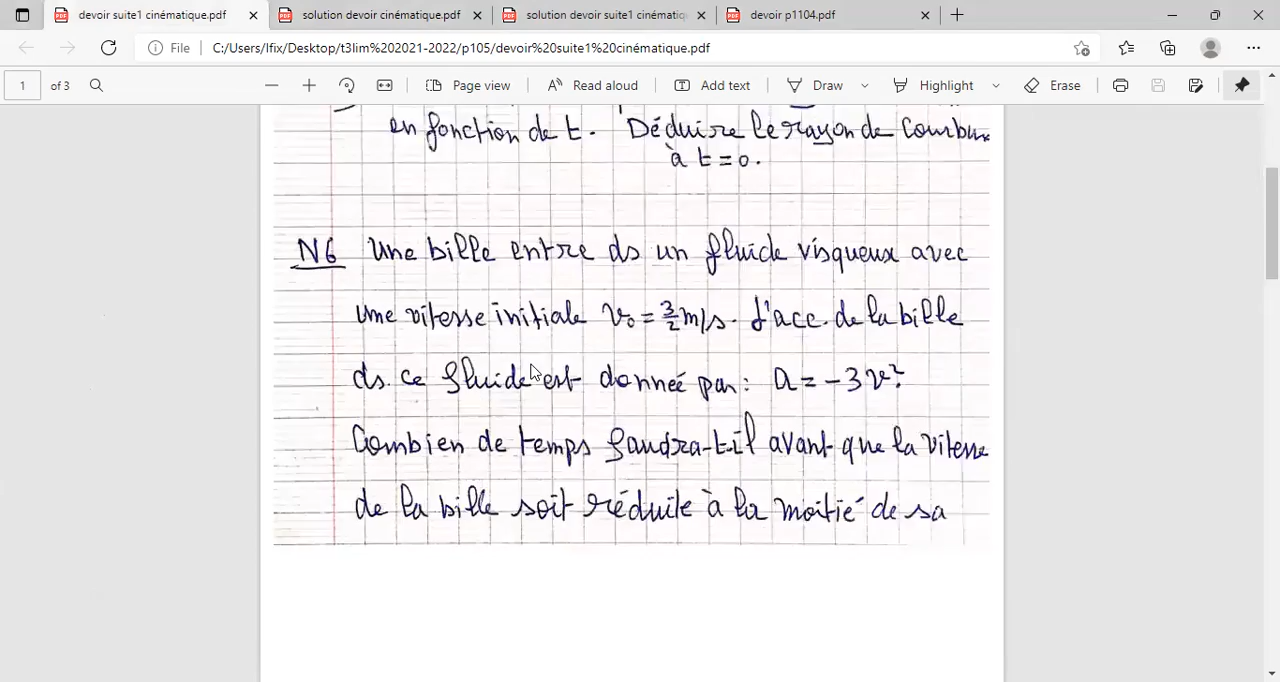 devoir suite1 cinématique.pdf
solution devoir cinématique.pdf
solution devoir suite1 cinématiq
devoir p1104.pdf
File
C:/Users/Ifix/Desktop/t3lim%202021-2022/p105/devoir%20suite1%20cinématique.pdf
1 of 3
Page view
Read aloud
Add text
Draw
Highlight
Erase
en fonction de t. Déduire le rayon de Courbure
à t = 0.
N6 Une bille entre ds un fluide visqueux avec
une vitesse initiale v₀ = 3/2 m/s. L'acc. de la bille
ds ce fluide est donneé par: a = -3v².
Combien de temps faudra-t-il avant que la vitesse
de la bille soit réduite à la moitié de sa